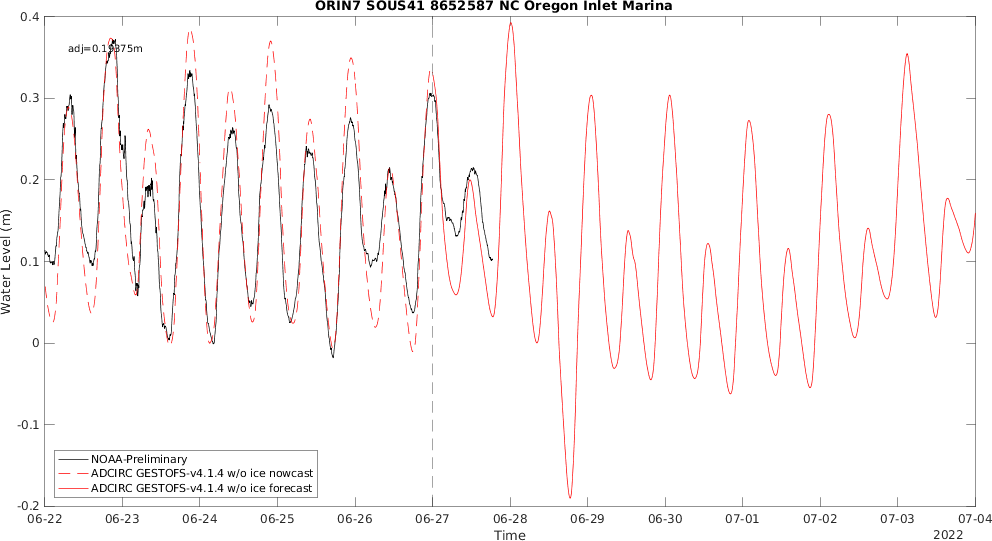 ORIN7 SOUS41 8652587 NC Oregon Inlet Marina
adj=0.19375m
Water Level (m)
0.4
0.3
0.2
0.1
0
-0.1
-0.2
NOAA-Preliminary
ADCIRC GESTOFS-v4.1.4 w/o ice nowcast
ADCIRC GESTOFS-v4.1.4 w/o ice forecast
06-22 06-23 06-24 06-25 06-26 06-27 06-28 06-29 06-30 07-01 07-02 07-03 07-04
Time
2022